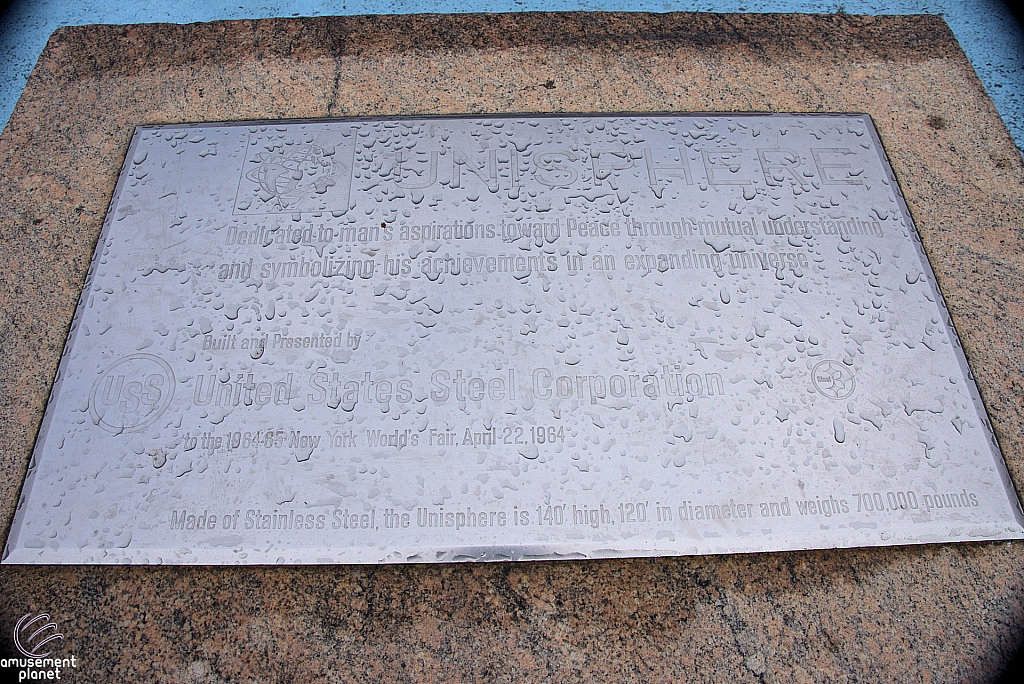 UNISPHERE
Dedicated to man's aspirations toward Peace through mutual understanding
and symbolizing his achievements in an expanding universe
Built and Presented by
USS United States Steel Corporation Steel
to the 1964-65 New York World's Fair, April 22, 1964
Made of Stainless Steel, the Unisphere is 140' high, 120' in diameter and weighs 700,000 pounds
amusement
planet